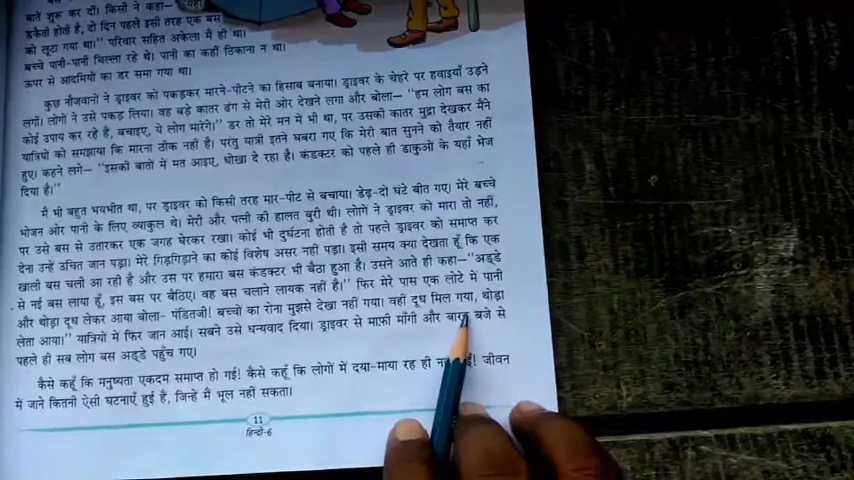 बातें शुरू कर दीं। किसी ने कहा—"यहाँ
डकैती होती है, दो दिन पहले इसी तरह एक बस
को लूटा गया था।" परिवार सहित अकेला मैं ही था।
बच्चे पानी-पानी चिल्ला रहे थे। पानी का कहीं ठिकाना न था।
ऊपर से आदमियों का डर समा गया था।
कुछ नौजवानों ने ड्राइवर को पकड़कर मारने-पीटने का हिसाब बनाया। ड्राइवर के चेहरे पर हवाइयाँ उड़ने
लगीं। लोगों ने उसे पकड़ लिया। वह बड़े कातर ढंग से मेरी ओर देखने लगा और बोला—"हम लोग बस का
कोई उपाय कर रहे हैं, बचाइए, ये लोग मारेंगे।" डर तो मेरे मन में भी था, पर उसकी कातर मुद्रा देखकर मैंने
यात्रियों को समझाया कि मारना ठीक नहीं है। परंतु यात्री इतने घबरा गए कि मेरी बात सुनने को तैयार नहीं
हुए। कहने लगे—"इसकी बातों में मत आइए, धोखा दे रहा है। कंडक्टर को पहले ही डाकुओं के यहाँ भेज
दिया है।"
मैं भी बहुत भयभीत था, पर ड्राइवर को किसी तरह मार-पीट से बचाया। डेढ़-दो घंटे बीत गए। मेरे बच्चे
भोजन और पानी के लिए व्याकुल थे। मेरी और पत्नी की हालत बुरी थी। लोगों ने ड्राइवर को मारा तो नहीं,
पर उसे बस से उतारकर एक जगह घेरकर रखा। कोई भी दुर्घटना होती है तो पहले ड्राइवर को समाप्त कर
देना उन्हें उचित जान पड़ा। मेरे गिड़गिड़ाने का कोई विशेष असर नहीं पड़ा। इसी समय क्या देखता हूँ कि एक
खाली बस चली आ रही है और उस पर हमारा बस कंडक्टर भी बैठा हुआ है। उसने आते ही कहा—"अड्डे
से नई बस लाया हूँ, इस बस पर बैठिए। वह बस चलाने लायक नहीं है।" फिर मेरे पास एक लोटे में पानी
और थोड़ा दूध लेकर आया बोला- पंडितजी! बच्चों का रोना मुझसे देखा नहीं गया। वहीं दूध मिल गया, थोड़ा
लेता आया।" यात्रियों में फिर जान आई। सबने उसे धन्यवाद दिया। ड्राइवर से माफ़ी माँगी और बारह बजे से
पहले ही सब लोग बस अड्डे पहुँच गए।
कैसे कहूँ कि मनुष्यता एकदम समाप्त हो गई! कैसे कहूँ कि लोगों में दया-माया रह ही जीवन
में जाने कितनी ऐसी घटनाएँ हुई हैं, जिन्हें मैं भूल नहीं सकता।
11
हिन्दी-6